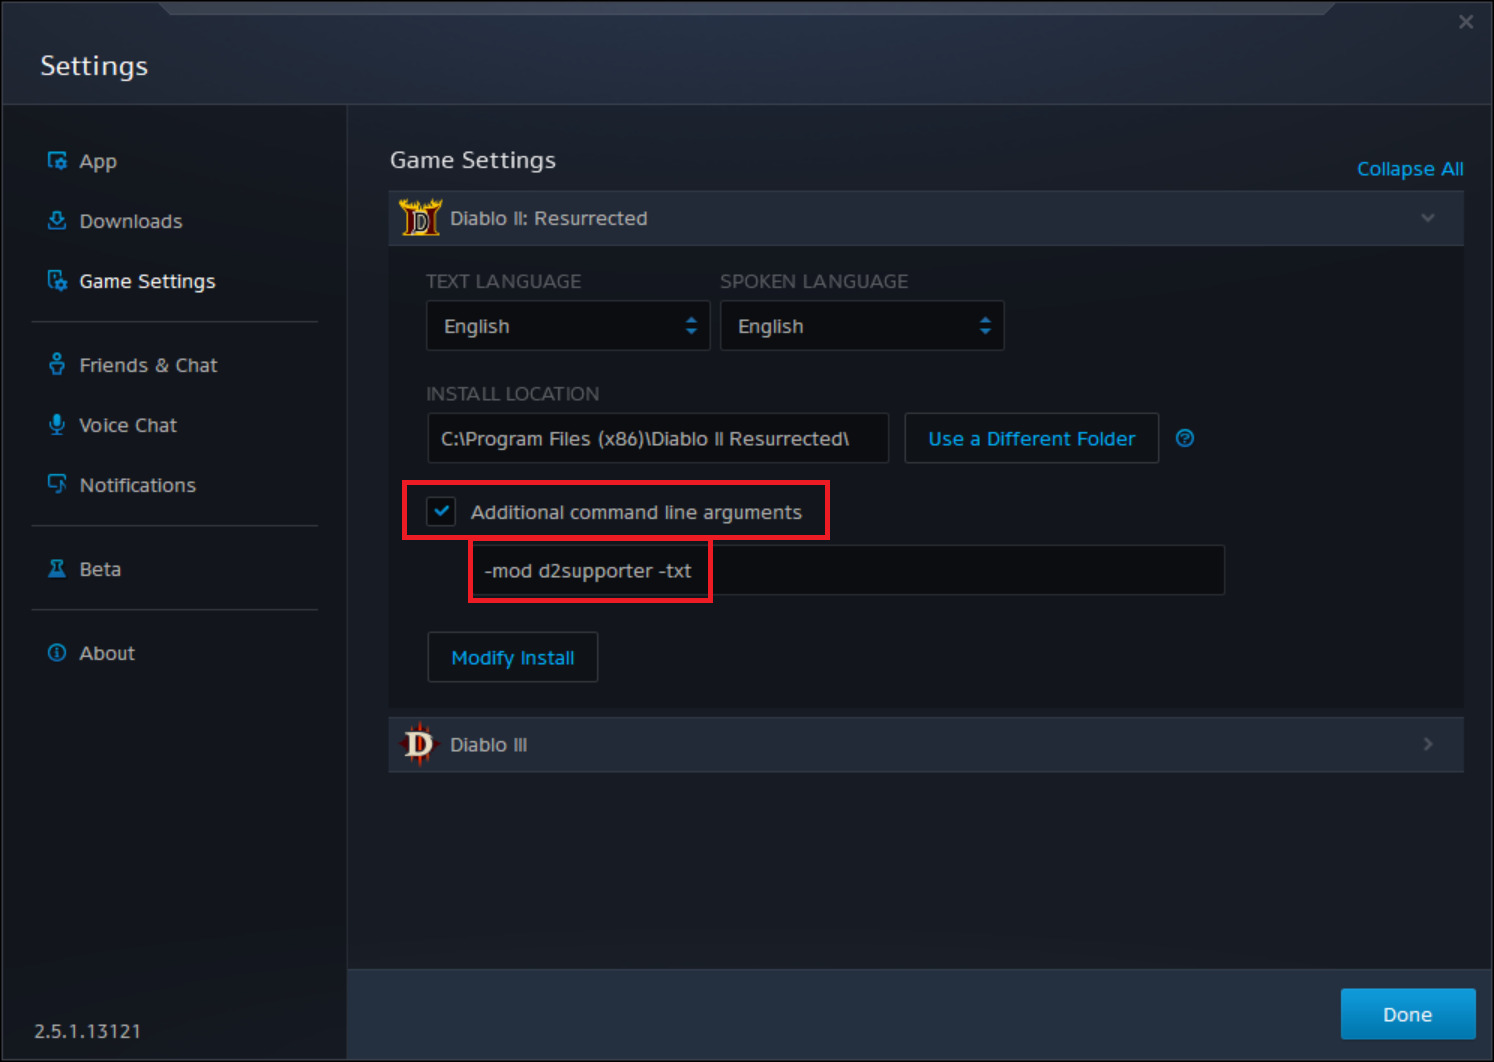 Settings
App
Downloads
Game Settings
Friends & Chat
Voice Chat
Notifications
Beta
About
2.5.1.13121
Game Settings
Collapse All
Diablo II: Resurrected
TEXT LANGUAGE SPOKEN LANGUAGE
English English
INSTALL LOCATION
C:\Program Files (x86)\Diablo II Resurrected\ Use a Different Folder ?
Additional command line arguments
-mod d2supporter -txt
Modify Install
Diablo III
Done